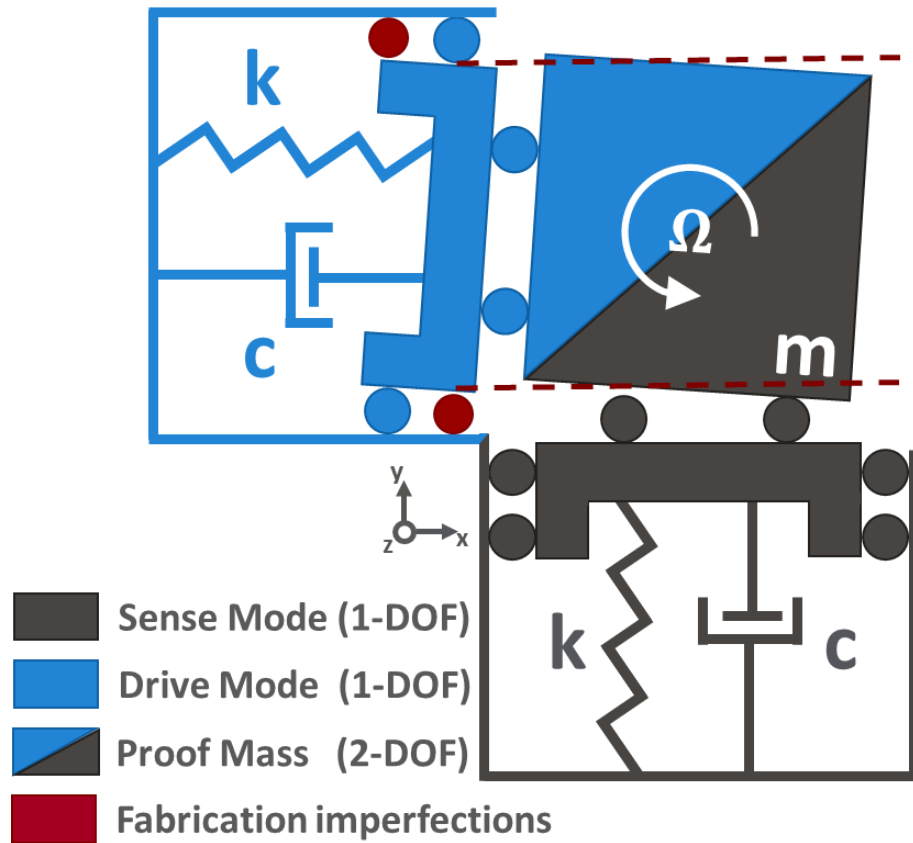 k
Ω
m
c
y
z
x
k
c
Sense Mode (1-DOF)
Drive Mode (1-DOF)
Proof Mass (2-DOF)
Fabrication imperfections